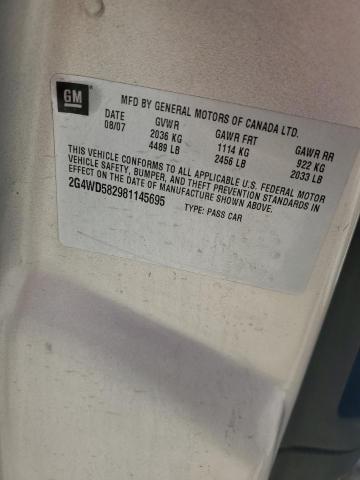 GM
MFD BY GENERAL MOTORS OF CANADA LTD.
DATE GVWR GAWR FRT GAWR RR
08/07 2036 KG 1114 KG 922 KG
4489 LB 2456 LB 2033 LB
THIS VEHICLE CONFORMS TO ALL APPLICABLE U.S. FEDERAL MOTOR
VEHICLE SAFETY, BUMPER, AND THEFT PREVENTION STANDARDS IN
EFFECT ON THE DATE OF MANUFACTURE SHOWN ABOVE.
2G4WD582981145695 TYPE: PASS CAR